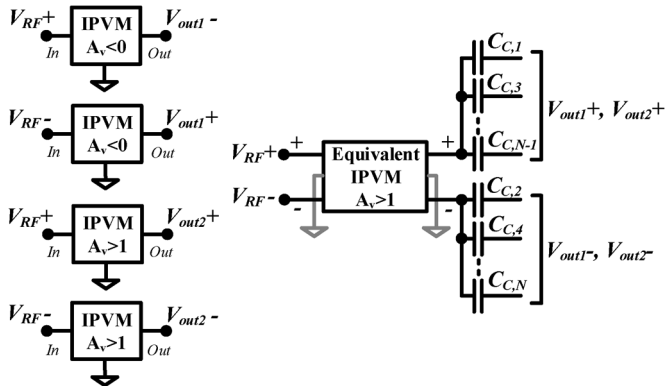 V_RF+ IPVM A_v<0 V_out1 -
In Out
V_RF- IPVM A_v<0 V_out1+
In Out
V_RF+ IPVM A_v>1 V_out2+
In Out
V_RF- IPVM A_v>1 V_out2 -
In Out
V_RF+ + Equivalent IPVM A_v>1 +
V_RF- - -
C_C,1
C_C,3
C_C,N-1
V_out1+, V_out2+
C_C,2
C_C,4
C_C,N
V_out1-, V_out2-